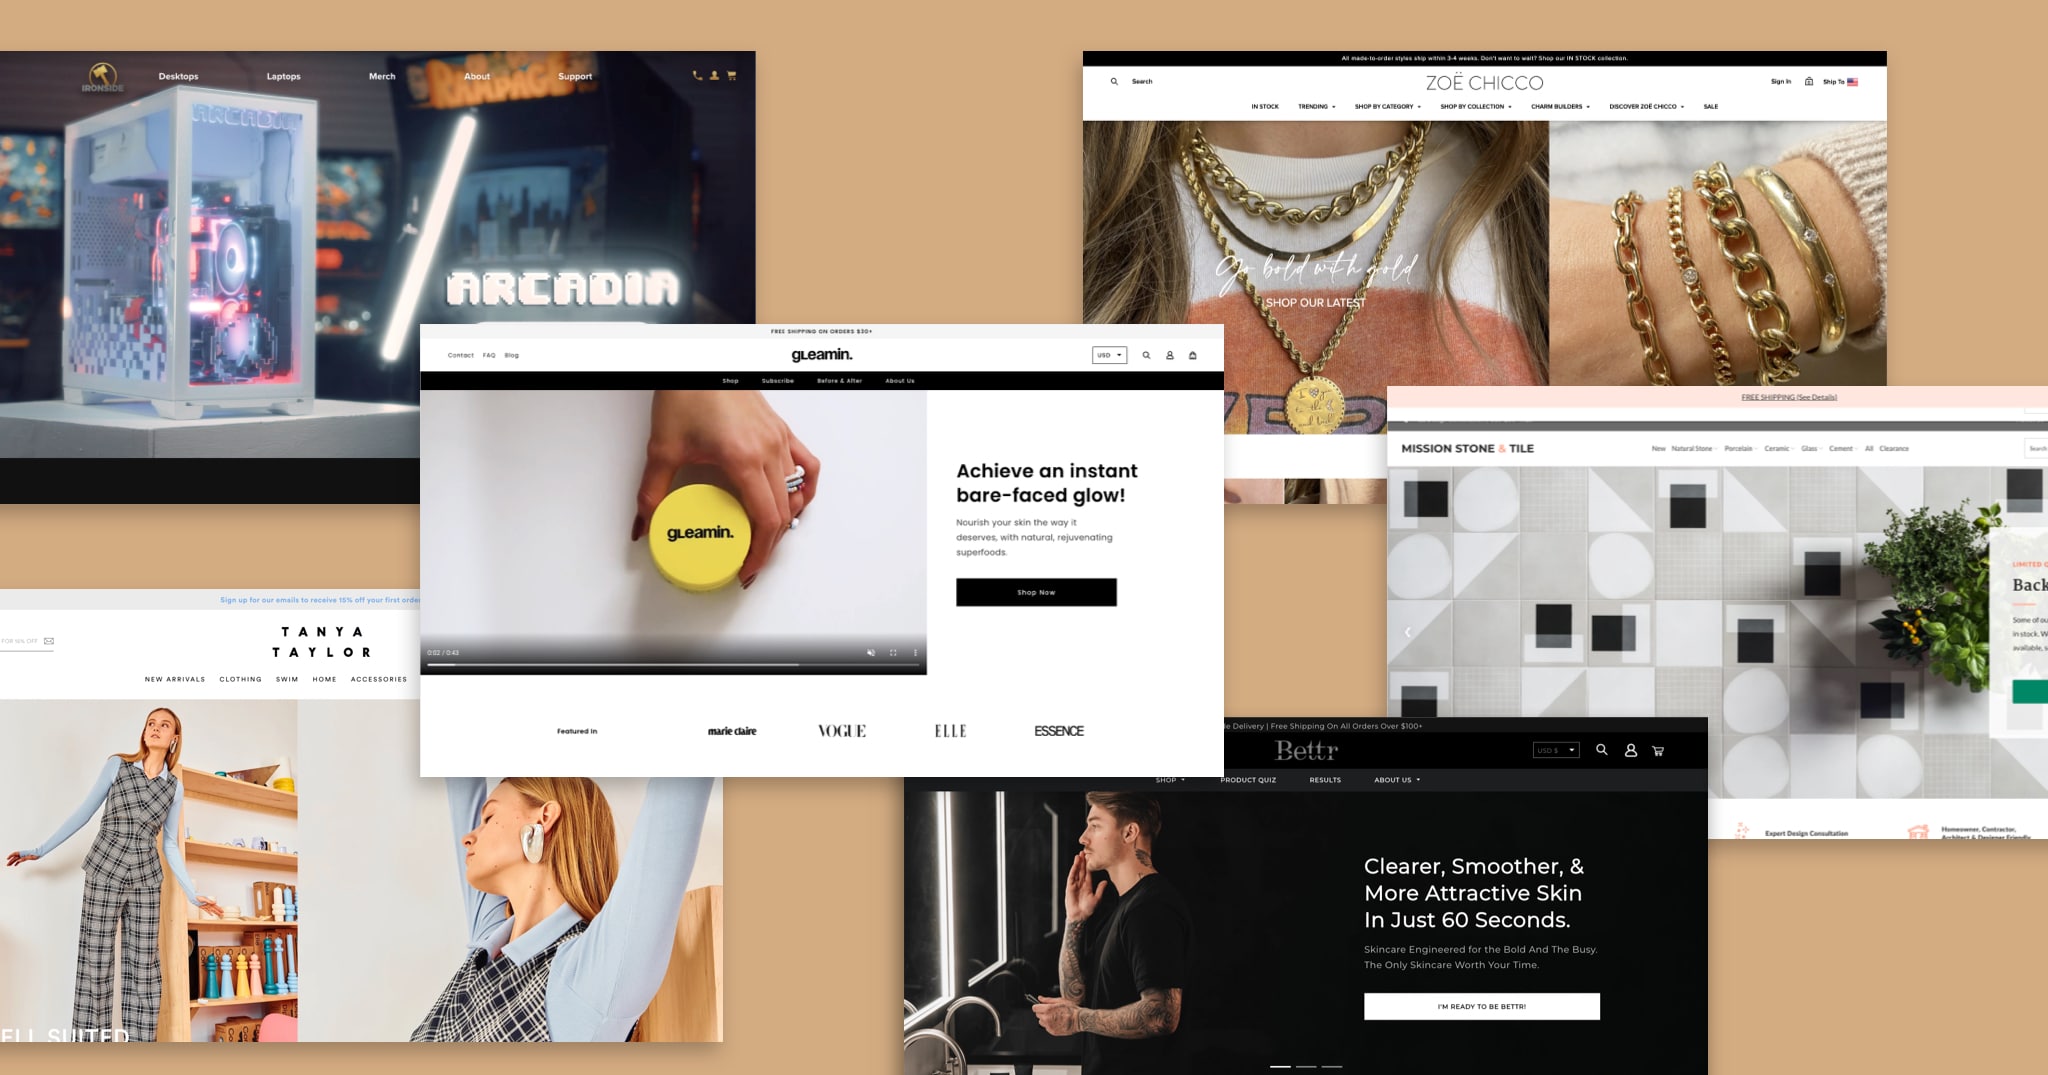 RAMPAGE
IRONSIDE
Desktops Laptops Merch About Support
ARCADIA
ARCADIA
All made-to-order styles ship within 3-4 weeks. Don't want to wait? Shop our IN STOCK collection.
Search
ZOË CHICCO
Sign In
Ship To
IN STOCK TRENDING SHOP BY CATEGORY SHOP BY COLLECTION CHARM BUILDERS DISCOVER ZOË CHICCO SALE
Go bold with gold
SHOP OUR LATEST
FREE SHIPPING ON ORDERS $30+
Contact FAQ Blog
gleamin.
USD
Shop Subscribe Before & After About Us
gleamin.
Achieve an instant
bare-faced glow!
Nourish your skin the way it
deserves, with natural, rejuvenating
superfoods.
Shop Now
0:02 / 0:43
Featured In
marie claire
VOGUE
ELLE
ESSENCE
FREE SHIPPING (See Details)
MISSION STONE & TILE
New Natural Stone Porcelain Ceramic Glass Cement All Clearance
Search
LIMITED
Back
Some of ou
in stock. W
available, s
Expert Design Consultation
Homeowner, Contractor,
Architect & Designer Friendly
Sign up for our emails to receive 15% off your first order
FOR 15% OFF
TANYA
TAYLOR
NEW ARRIVALS CLOTHING SWIM HOME ACCESSORIES
ELL SUITED
le Delivery | Free Shipping On All Orders Over $100+
Bettr
USD $
SHOP PRODUCT QUIZ RESULTS ABOUT US
Clearer, Smoother, &
More Attractive Skin
In Just 60 Seconds.
Skincare Engineered for the Bold And The Busy.
The Only Skincare Worth Your Time.
I'M READY TO BE BETTR!